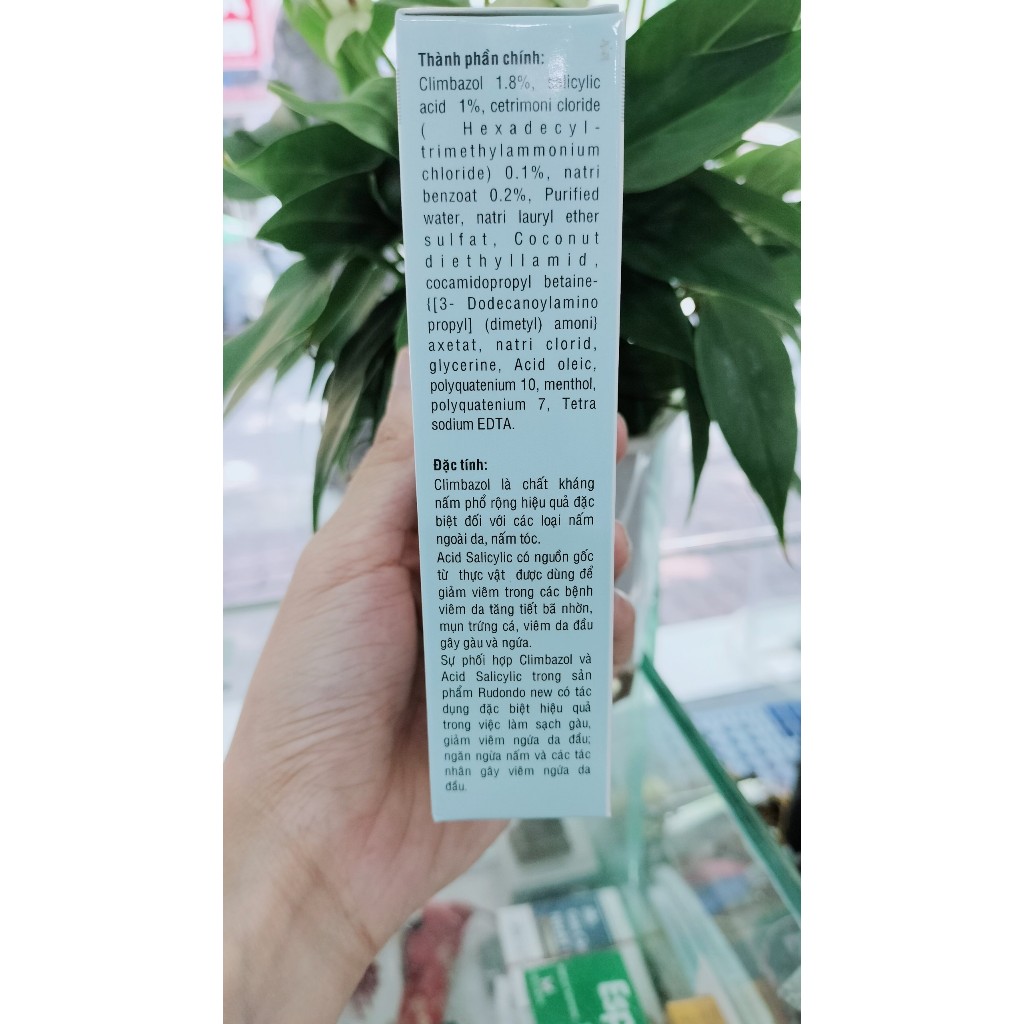 Thành phần chính:
Climbazol 1.8%, salicylic
acid 1%, cetrimoni cloride
( Hexadecyl-
trimethylammonium
chloride) 0.1%, natri
benzoat 0.2%, Purified
water, natri lauryl ether
sulfat, Coconut
diethyllamid,
cocamidopropyl betaine-
{[3- Dodecanoylamino
propyl] (dimetyl) amoni}
axetat, natri clorid,
glycerine, Acid oleic,
polyquatenium 10, menthol,
polyquatenium 7, Tetra
sodium EDTA.
Đặc tính:
Climbazol là chất kháng
nấm phổ rộng hiệu quả đặc
biệt đối với các loại nấm
ngoài da, nấm tóc.
Acid Salicylic có nguồn gốc
từ thực vật được dùng để
giảm viêm trong các bệnh
viêm da tăng tiết bã nhờn,
mụn trứng cá, viêm da đầu
gây gàu và ngứa.
Sự phối hợp Climbazol và
Acid Salicylic trong sản
phẩm Rudondo new có tác
dụng đặc biệt hiệu quả
trong việc làm sạch gàu,
giảm viêm ngứa da đầu;
ngăn ngừa nấm và các tác
nhân gây viêm ngứa da
đầu.